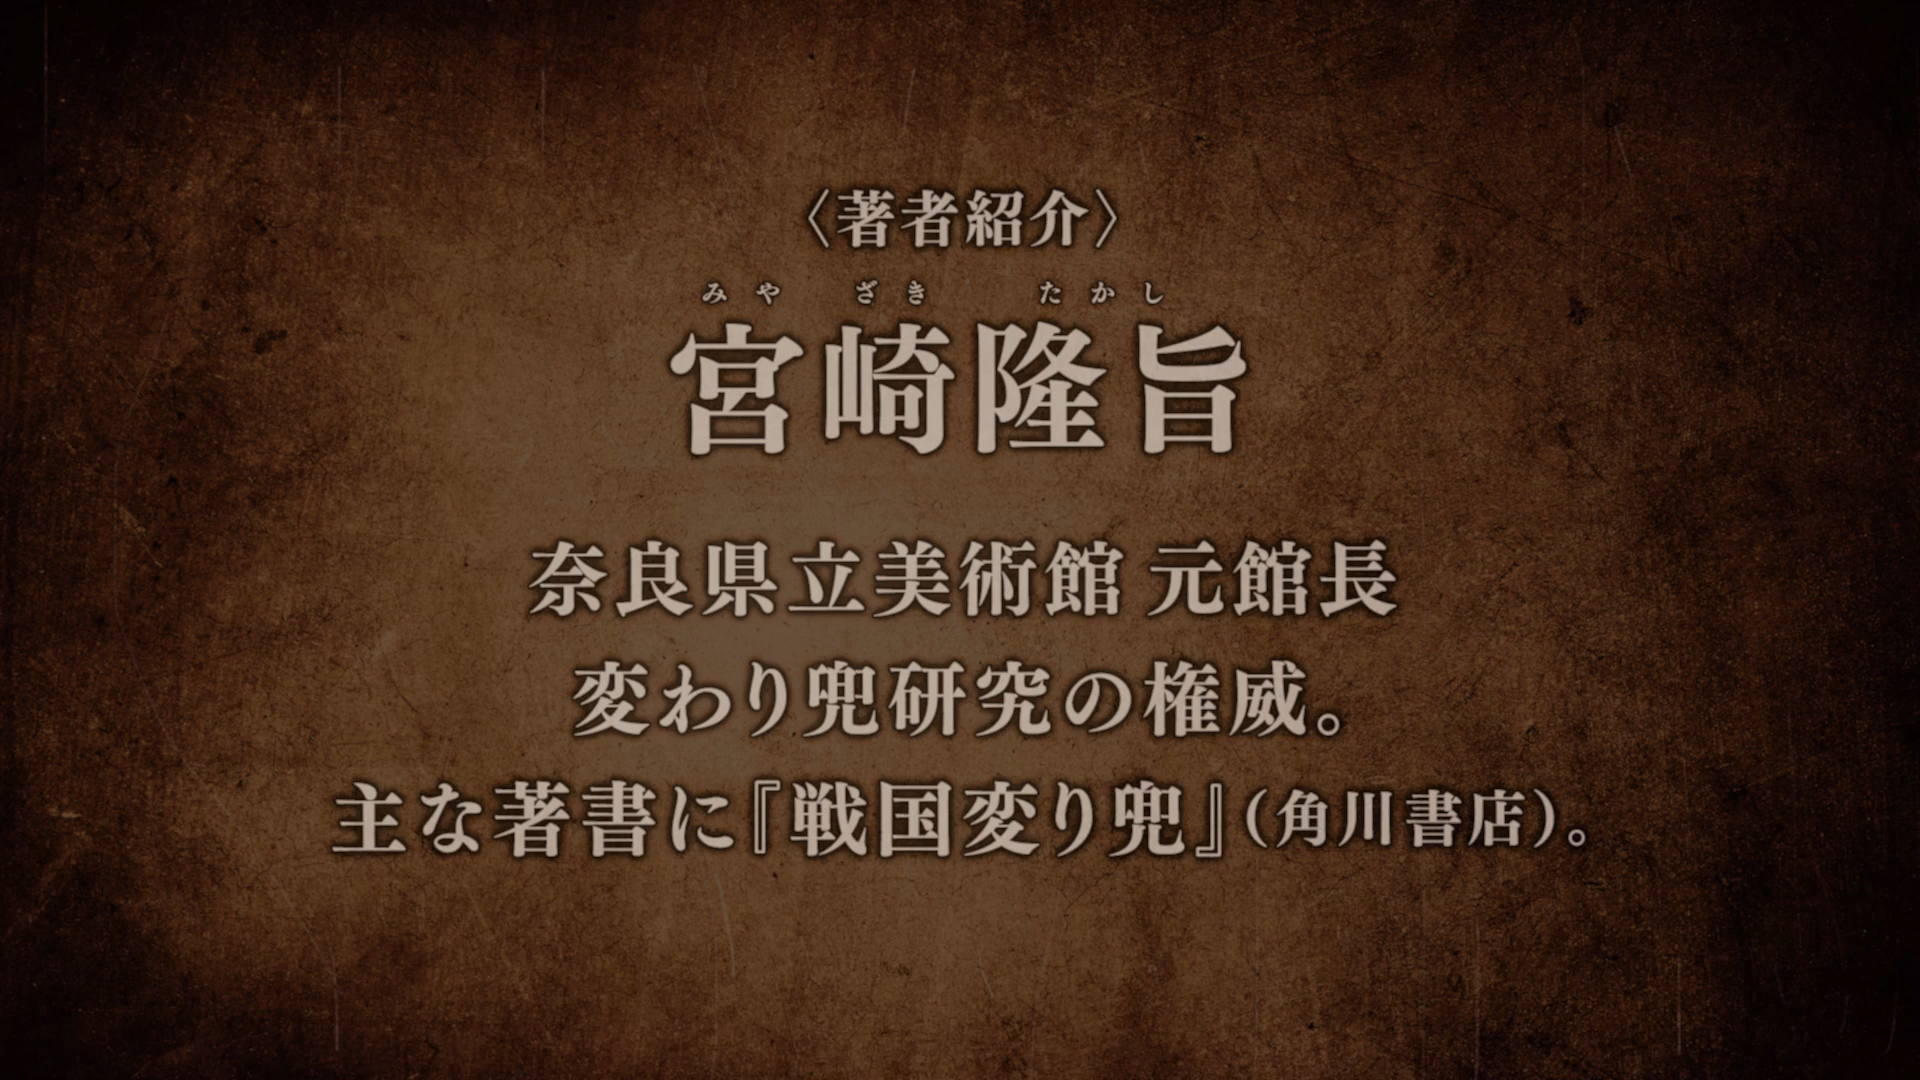 〈著者紹介〉
みや ざき たかし
宮崎隆旨
奈良県立美術館 元館長
変わり兜研究の権威。
主な著書に『戦国変り兜』（角川書店）。